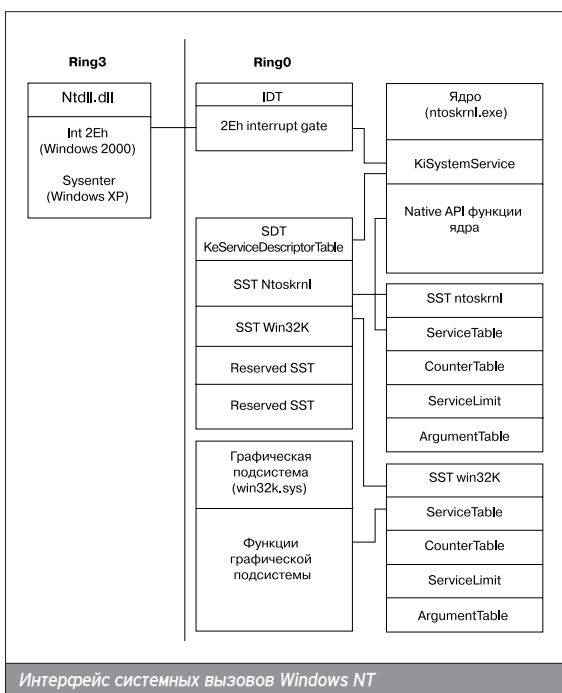 Ring3
Ring0
Ntdll.dll
Int 2Eh
(Windows 2000)
Sysenter
(Windows XP)
IDT
2Eh interrupt gate
Ядро
(ntoskrnl.exe)
KiSystemService
Native API функции
ядра
SDT
KeServiceDescriptorTable
SST Ntoskrnl
SST Win32K
Reserved SST
Reserved SST
SST ntoskrnl
ServiceTable
CounterTable
ServiceLimit
ArgumentTable
Графическая
подсистема
(win32k.sys)
Функции
графической
подсистемы
SST win32K
ServiceTable
CounterTable
ServiceLimit
ArgumentTable
Интерфейс системных вызовов Windows NT